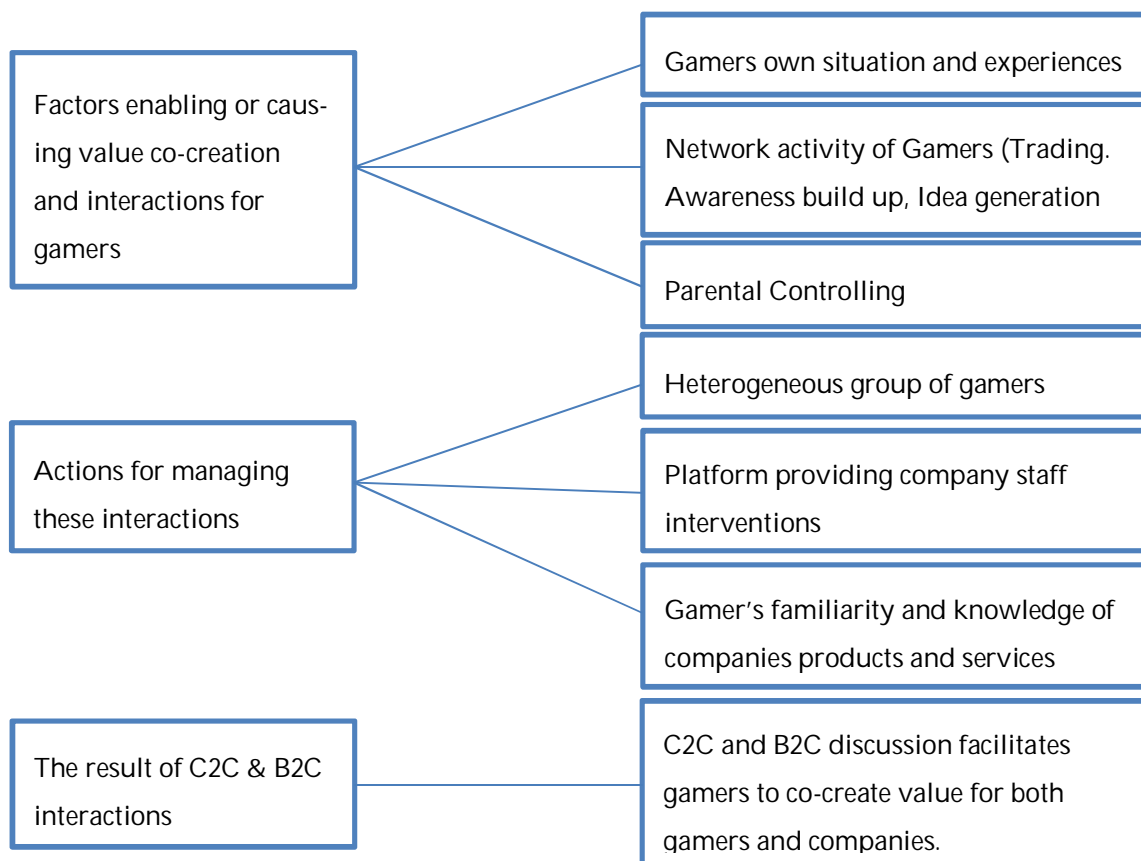 Factors enabling or caus-
ing value co-creation
and interactions for
gamers
Gamers own situation and experiences
Network activity of Gamers (Trading.
Awareness build up, Idea generation
Parental Controlling
Actions for managing
these interactions
Heterogeneous group of gamers
Platform providing company staff
interventions
Gamer's familiarity and knowledge of
companies products and services
The result of C2C & B2C
interactions
C2C and B2C discussion facilitates
gamers to co-create value for both
gamers and companies.